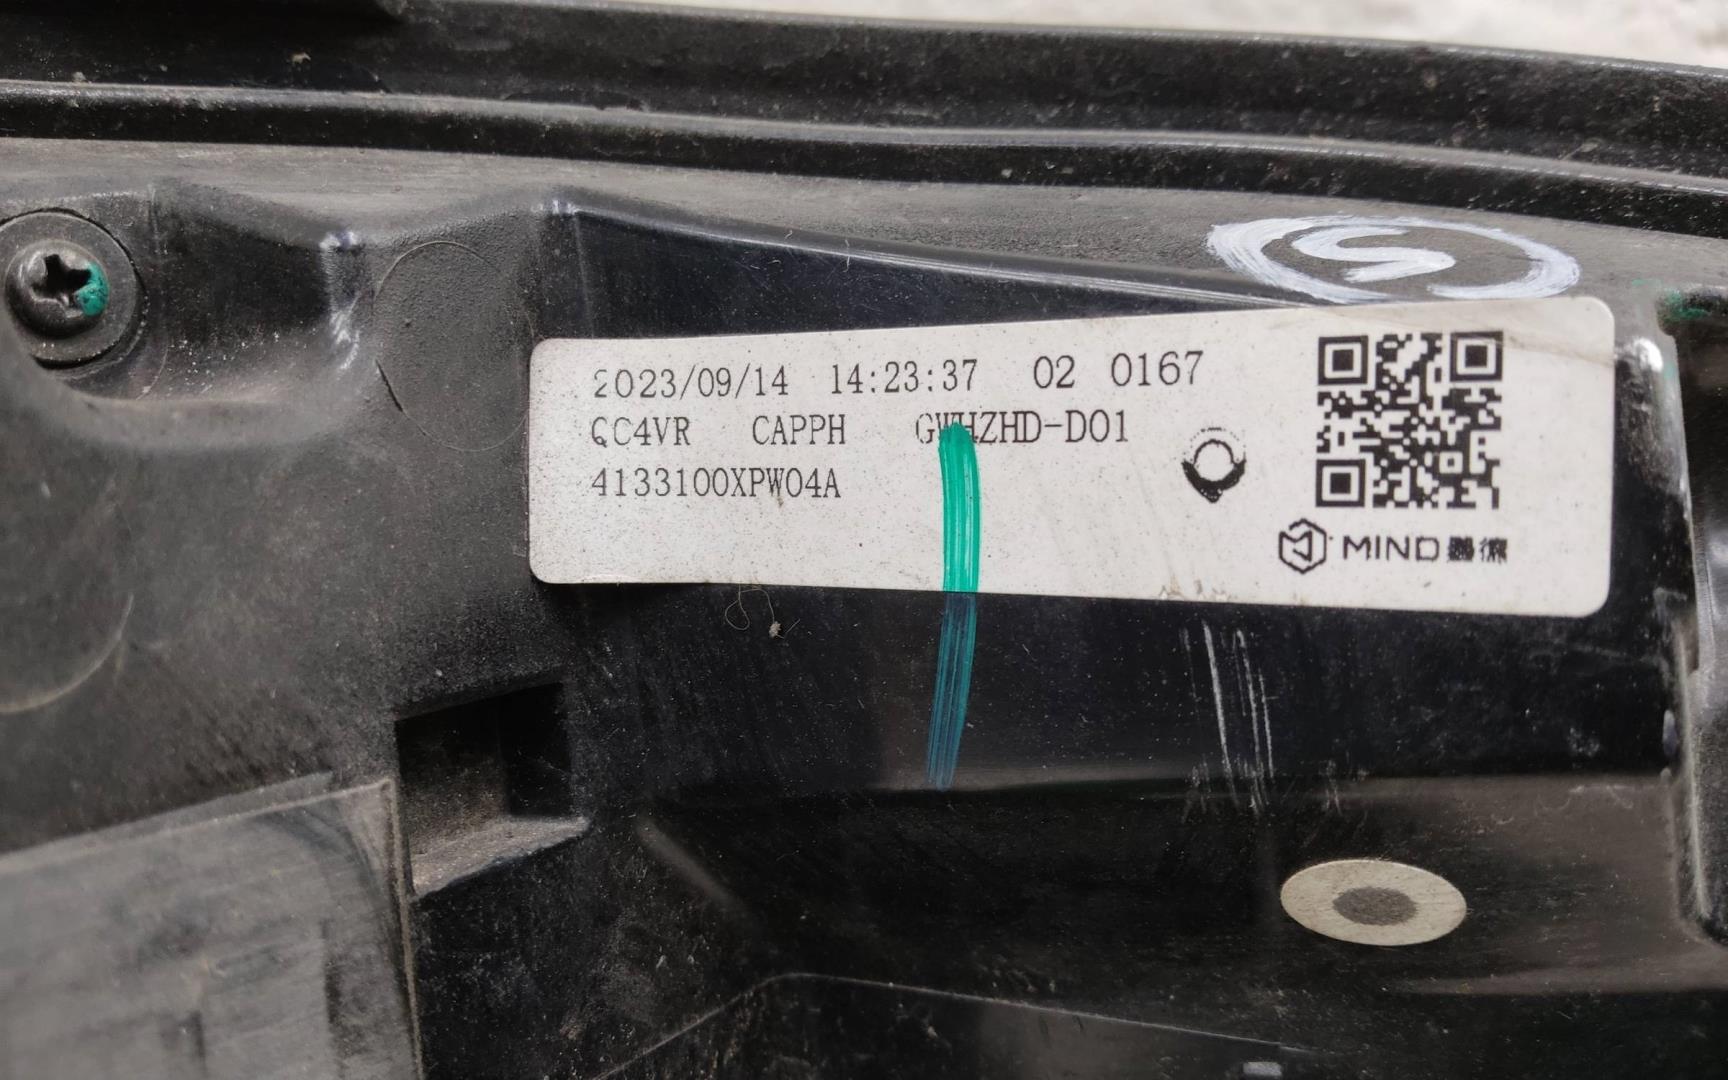 S
2023/09/14 14:23:37 02 0167
QC4VR CAPPH GWHZHD-D01
4133100XPW04A
MIND